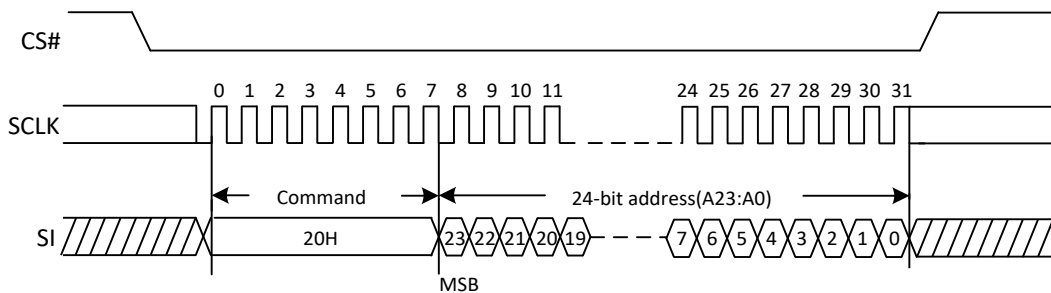 CS#
0 1 2 3 4 5 6 7 8 9 10 11 24 25 26 27 28 29 30 31
SCLK
Command 24-bit address(A23:A0)
SI 20H 23 22 21 20 19 7 6 5 4 3 2 1 0
MSB